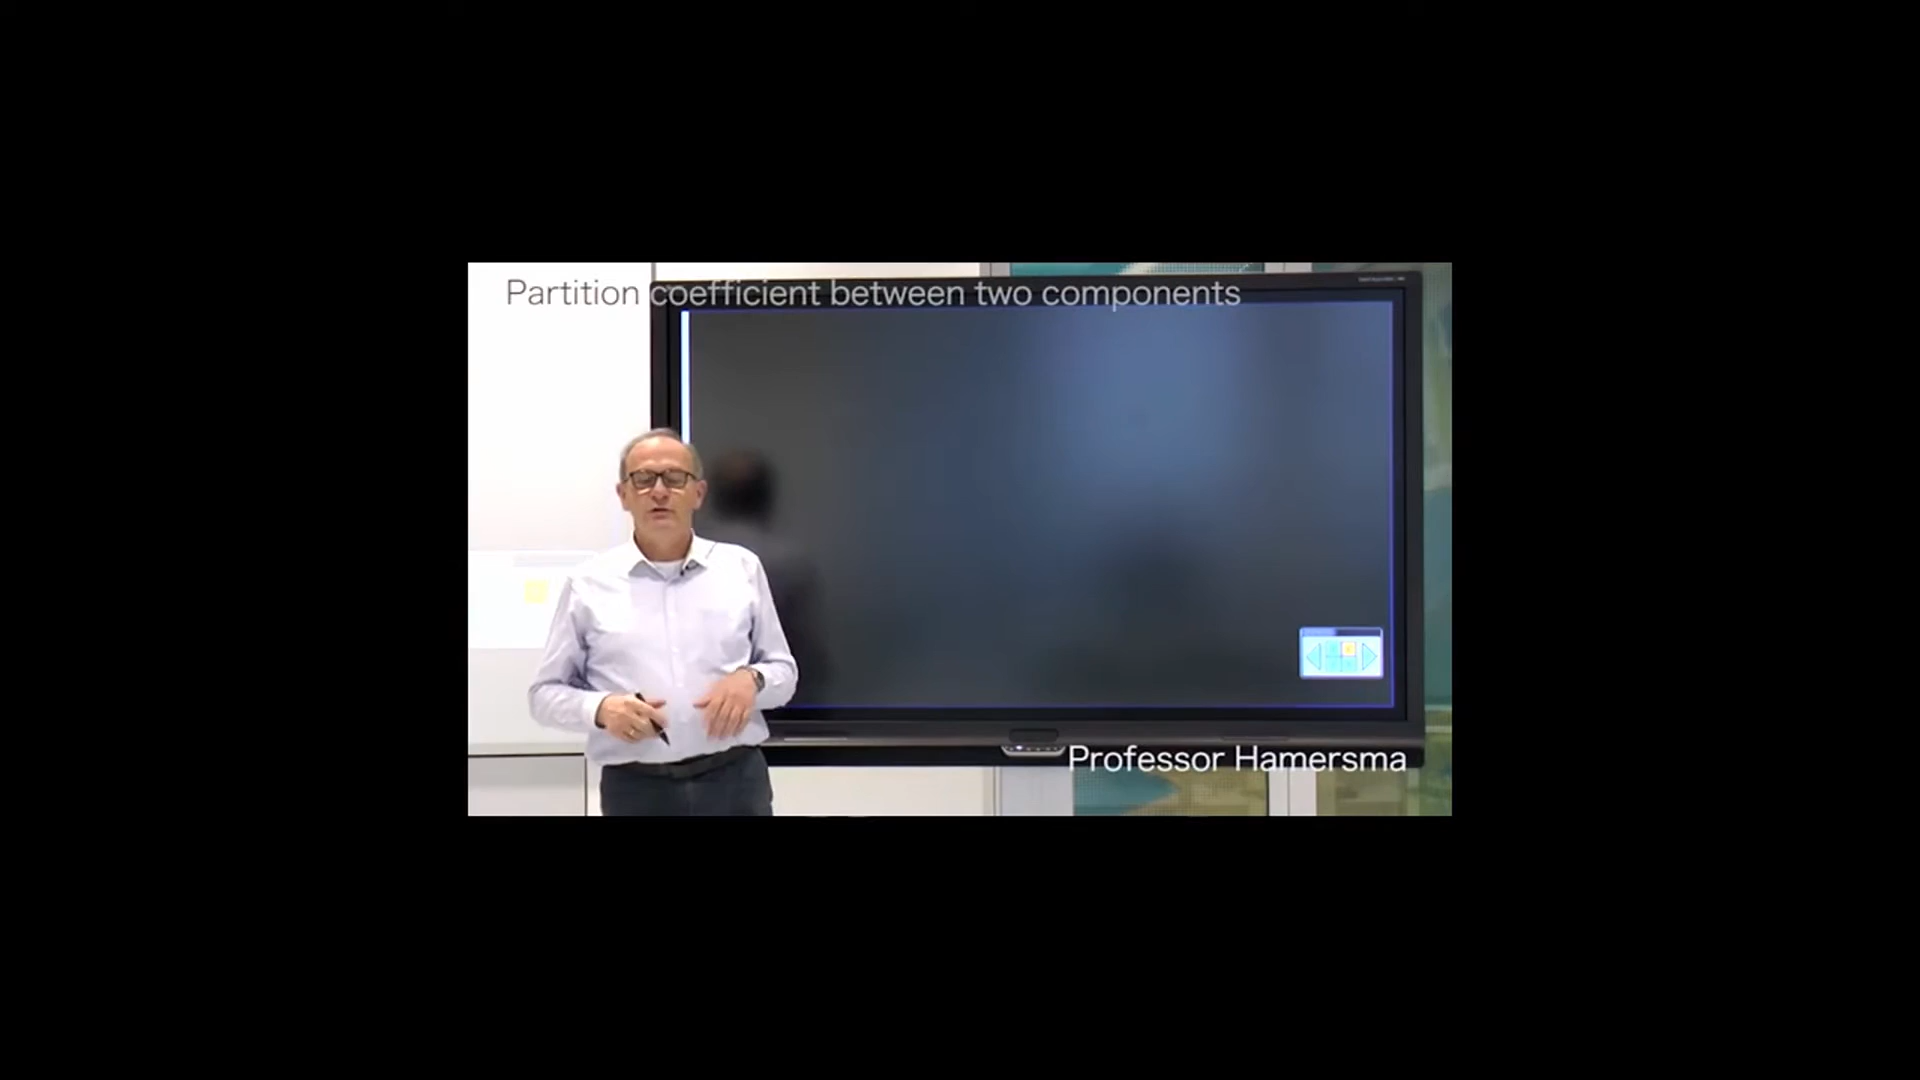 Partition coefficient between two components
Professor Hamersma